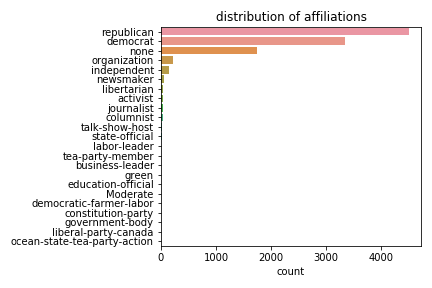 distribution of affiliations
republican
democrat
none
organization
independent
newsmaker
libertarian
activist
journalist
columnist
talk-show-host
state-official
labor-leader
tea-party-member
business-leader
green
education-official
Moderate
democratic-farmer-labor
constitution-party
government-body
liberal-party-canada
ocean-state-tea-party-action
0 1000 2000 3000 4000
count